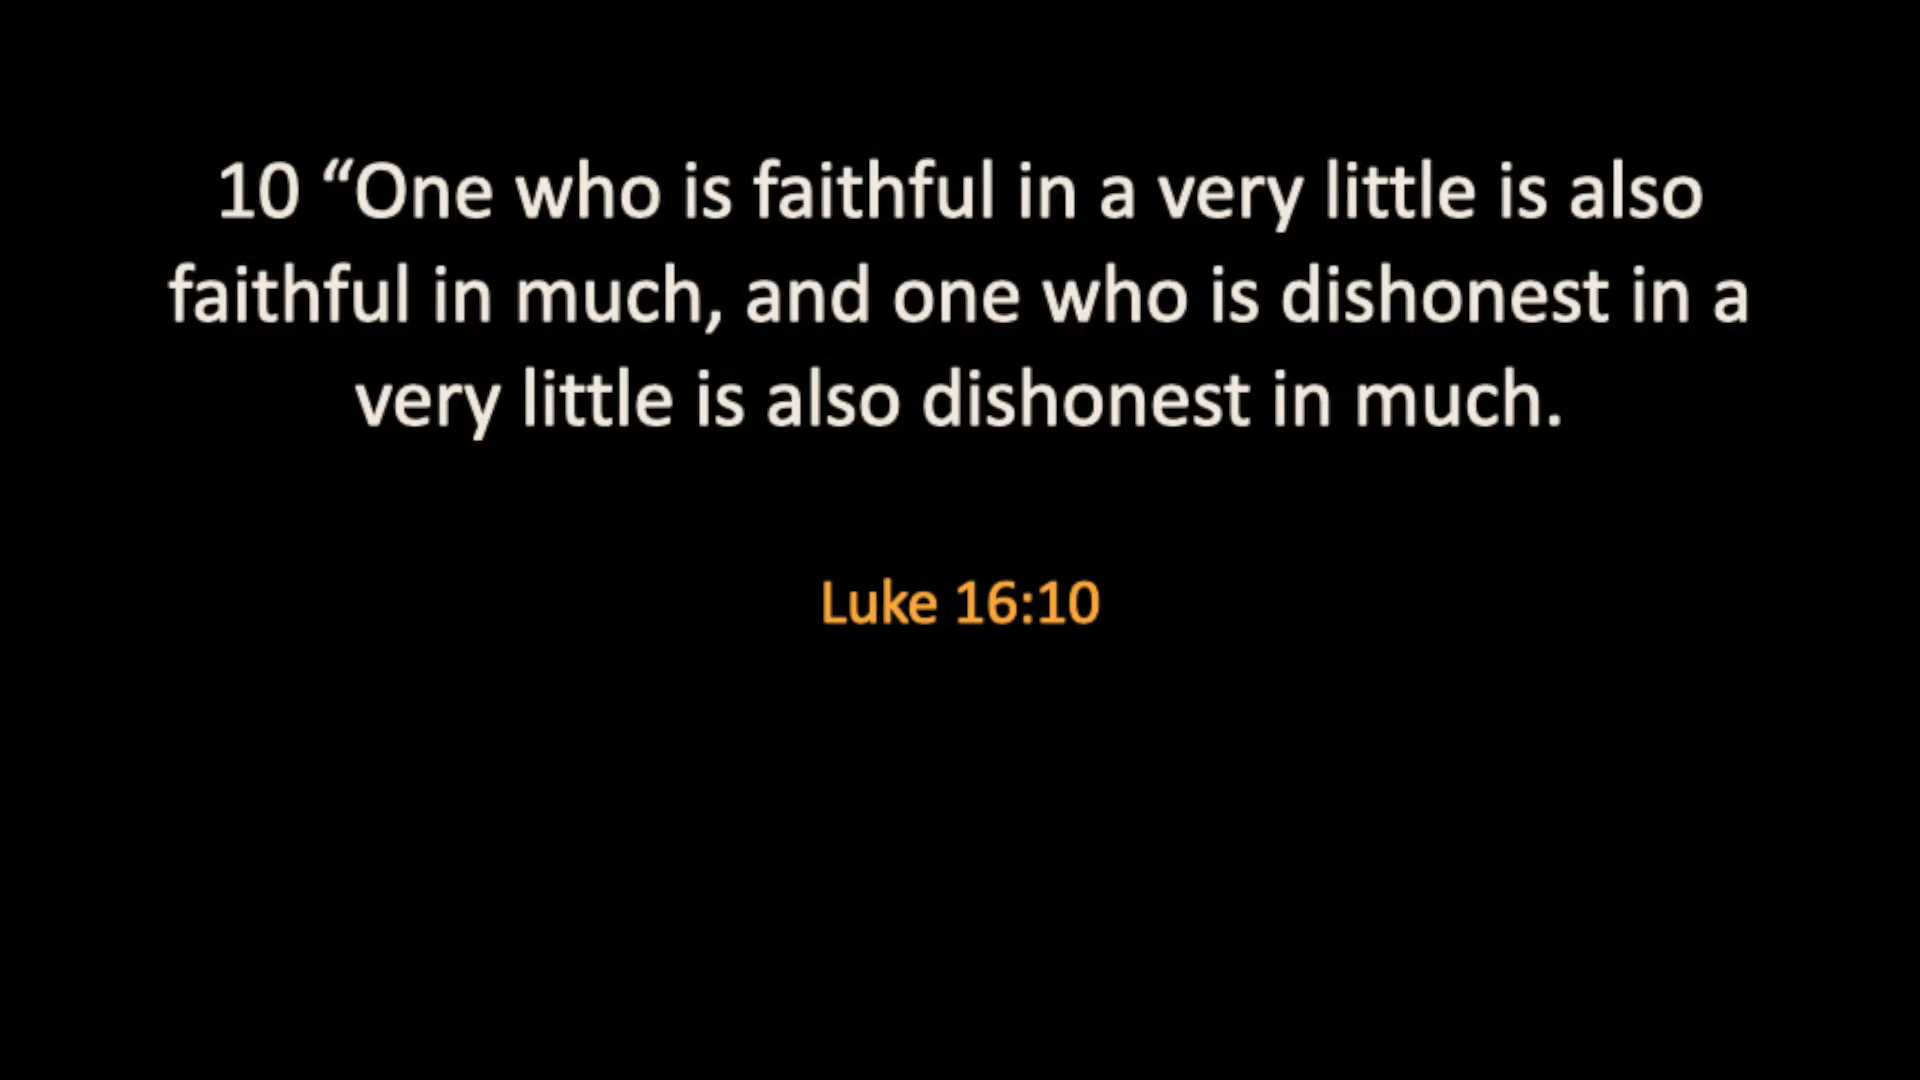 10 “One who is faithful in a very little is also
faithful in much, and one who is dishonest in a
very little is also dishonest in much.
Luke 16:10